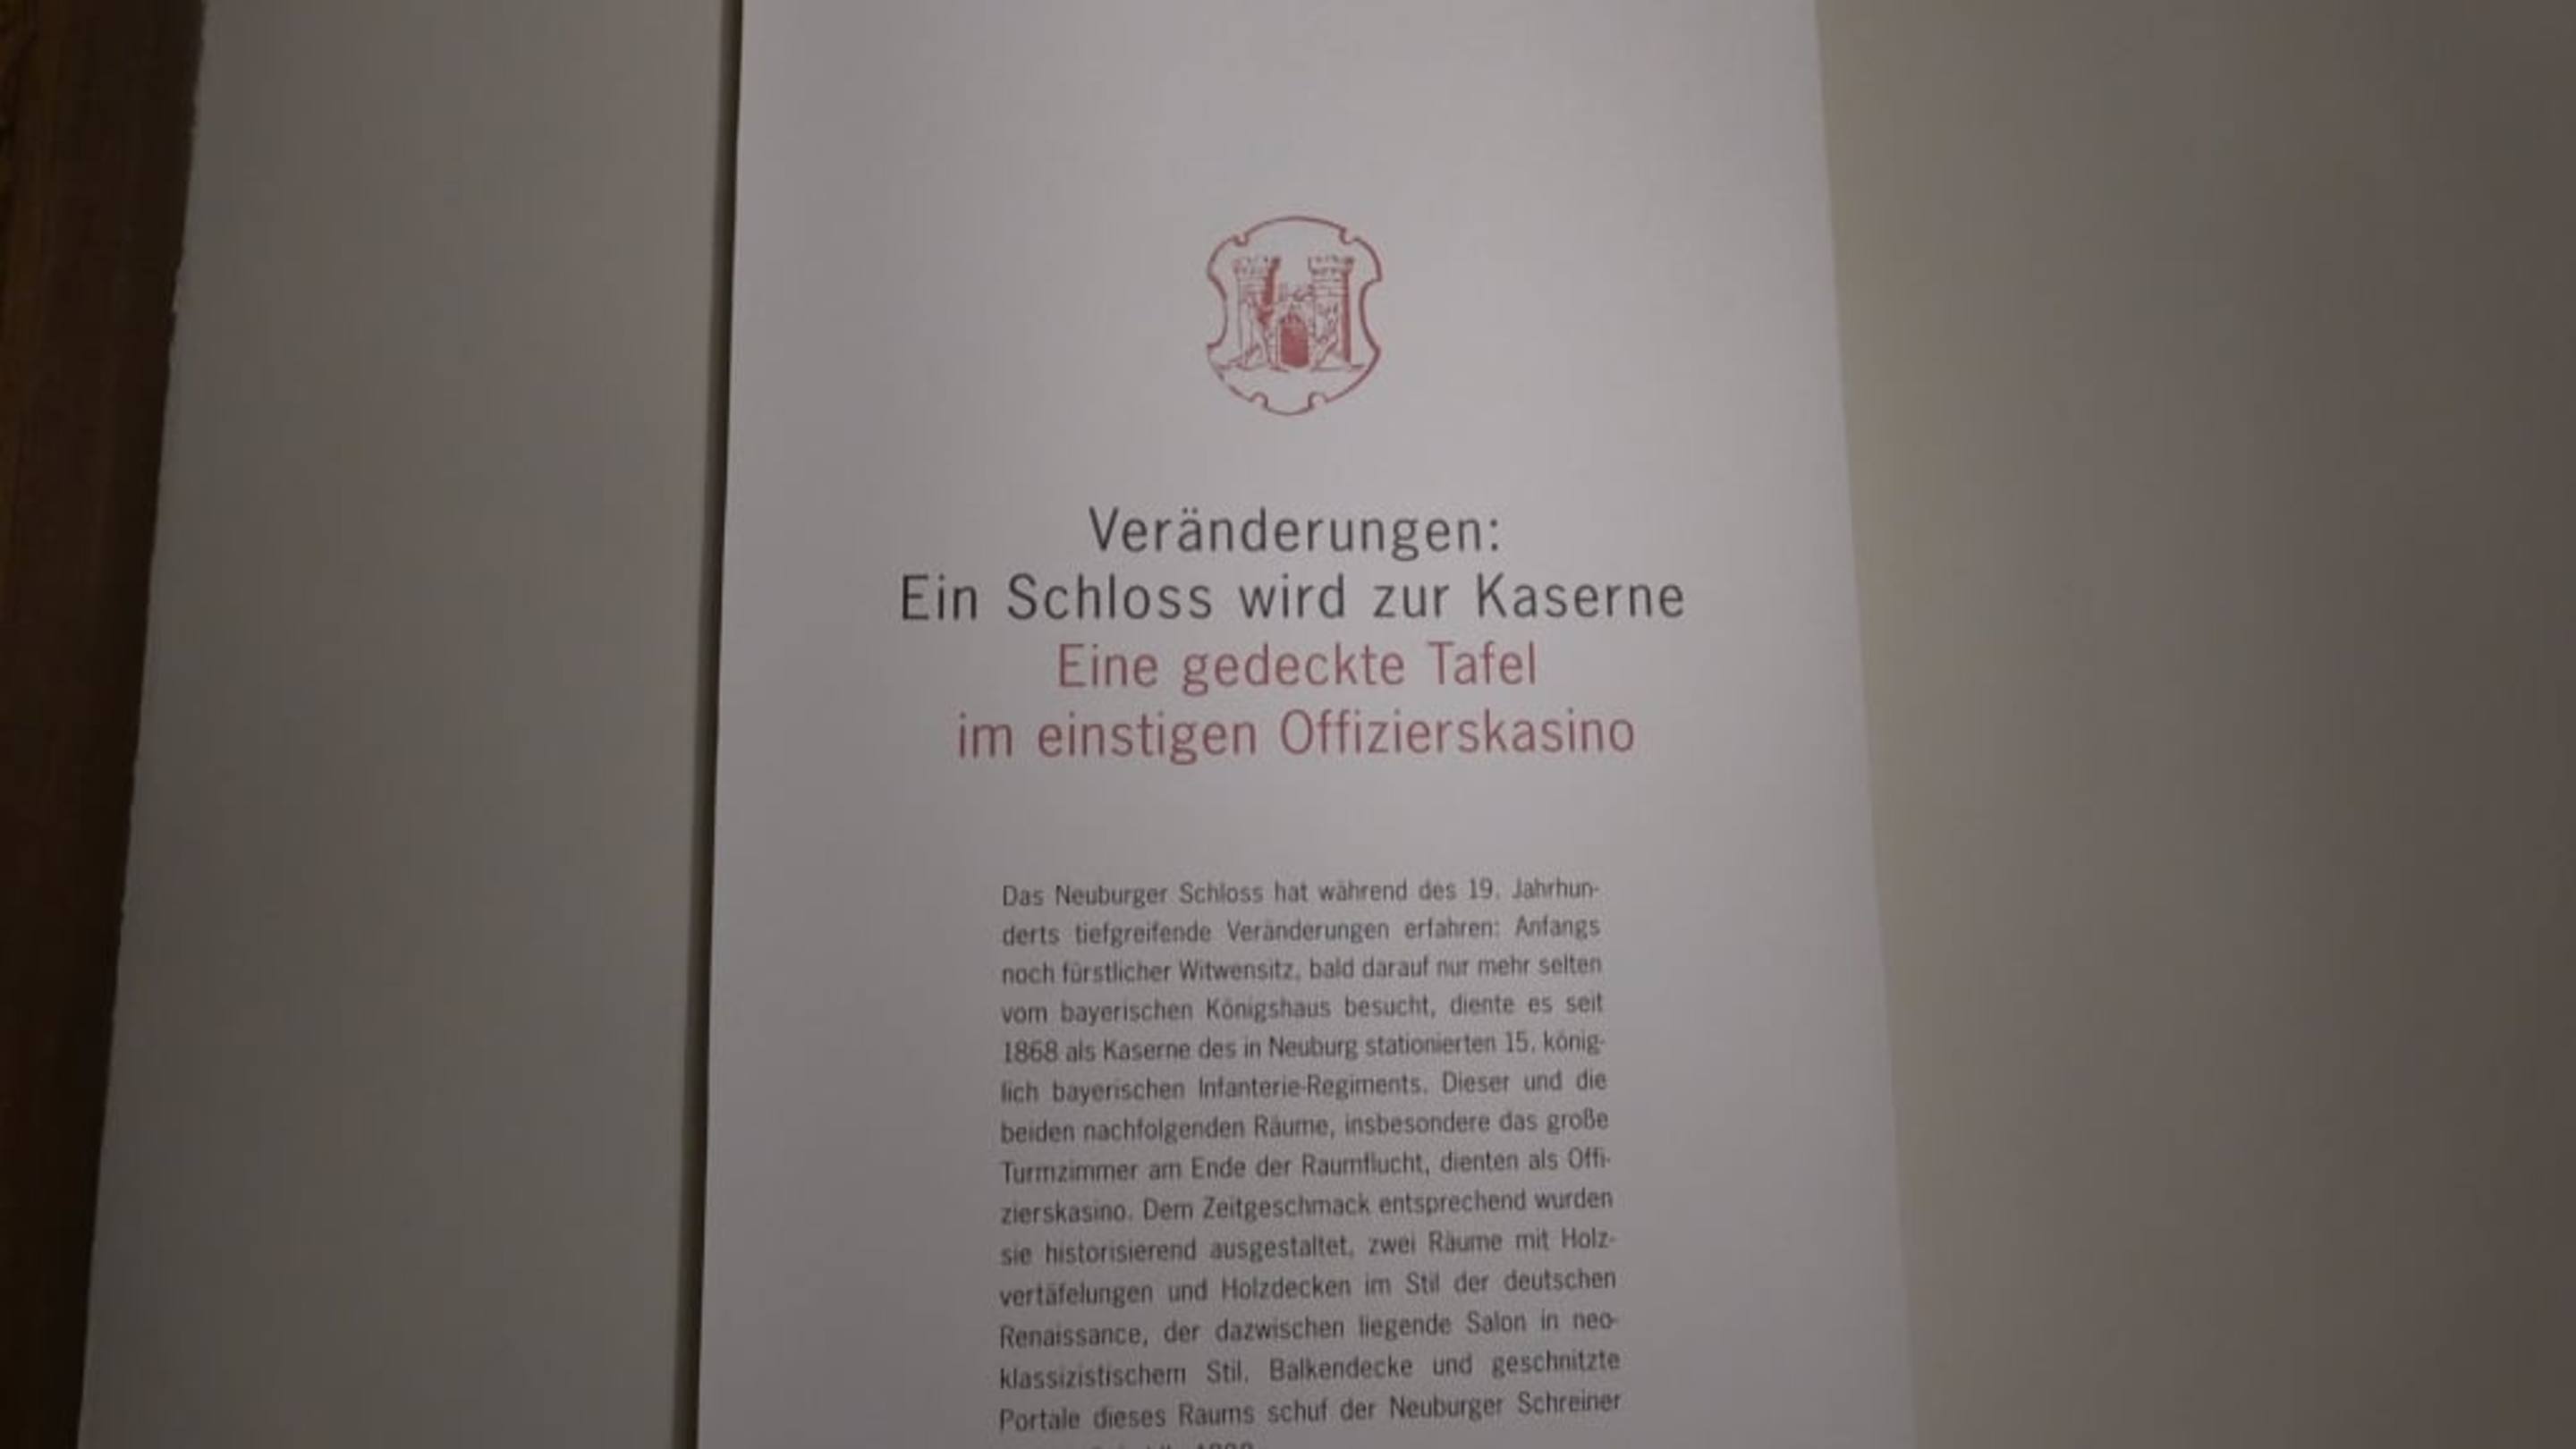 Veränderungen:
Ein Schloss wird zur Kaserne
Eine gedeckte Tafel
im einstigen Offizierskasino
Das Neuburger Schloss hat während des 19. Jahrhun-
derts tiefgreifende Veränderungen erfahren: Anfangs
noch fürstlicher Witwensitz, bald darauf nur mehr selten
vom bayerischen Königshaus besucht, diente es seit
1868 als Kaserne des in Neuburg stationierten 15. könig-
lich bayerischen Infanterie-Regiments. Dieser und die
beiden nachfolgenden Räume, insbesondere das große
Turmzimmer am Ende der Raumflucht, dienten als Offi-
zierskasino. Dem Zeitgeschmack entsprechend wurden
sie historisierend ausgestaltet, zwei Räume mit Holz-
vertäfelungen und Holzdecken im Stil der deutschen
Renaissance, der dazwischen liegende Salon in neo-
klassizistischem Stil. Balkendecke und geschnitzte
Portale dieses Raums schuf der Neuburger Schreiner